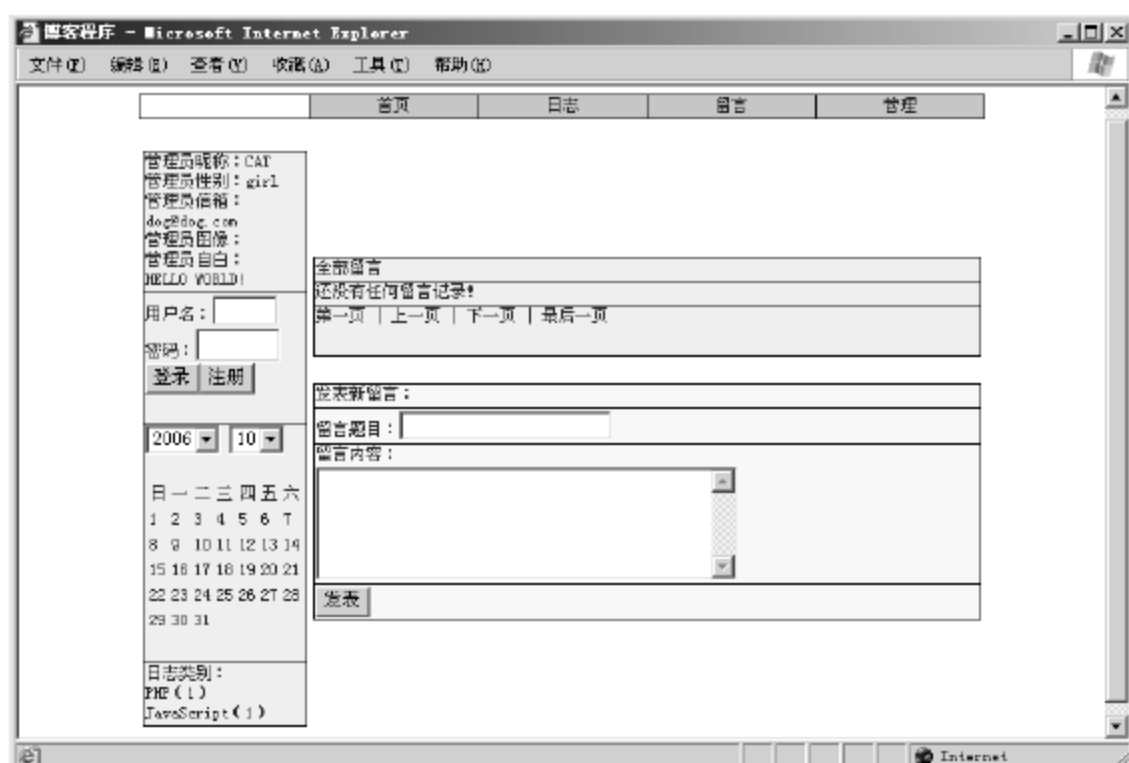 博客程序 - Microsoft Internet Explorer
文件(F) 编辑(E) 查看(V) 收藏(A) 工具(T) 帮助(H)
首页 日志 留言 管理
管理员昵称：CAT
管理员性别：girl
管理员信箱：
dog@dog.com
管理员图像：
管理员自白：
HELLO WORLD!
用户名：
密码：
登录 注册
2006 10
日 一 二 三 四 五 六
1 2 3 4 5 6 7
8 9 10 11 12 13 14
15 16 17 18 19 20 21
22 23 24 25 26 27 28
29 30 31
日志类别：
PHP(1)
JavaScript(1)
全部留言
还没有任何留言记录!
第一页 | 上一页 | 下一页 | 最后一页
发表新留言：
留言题目：
留言内容：
发表
Internet